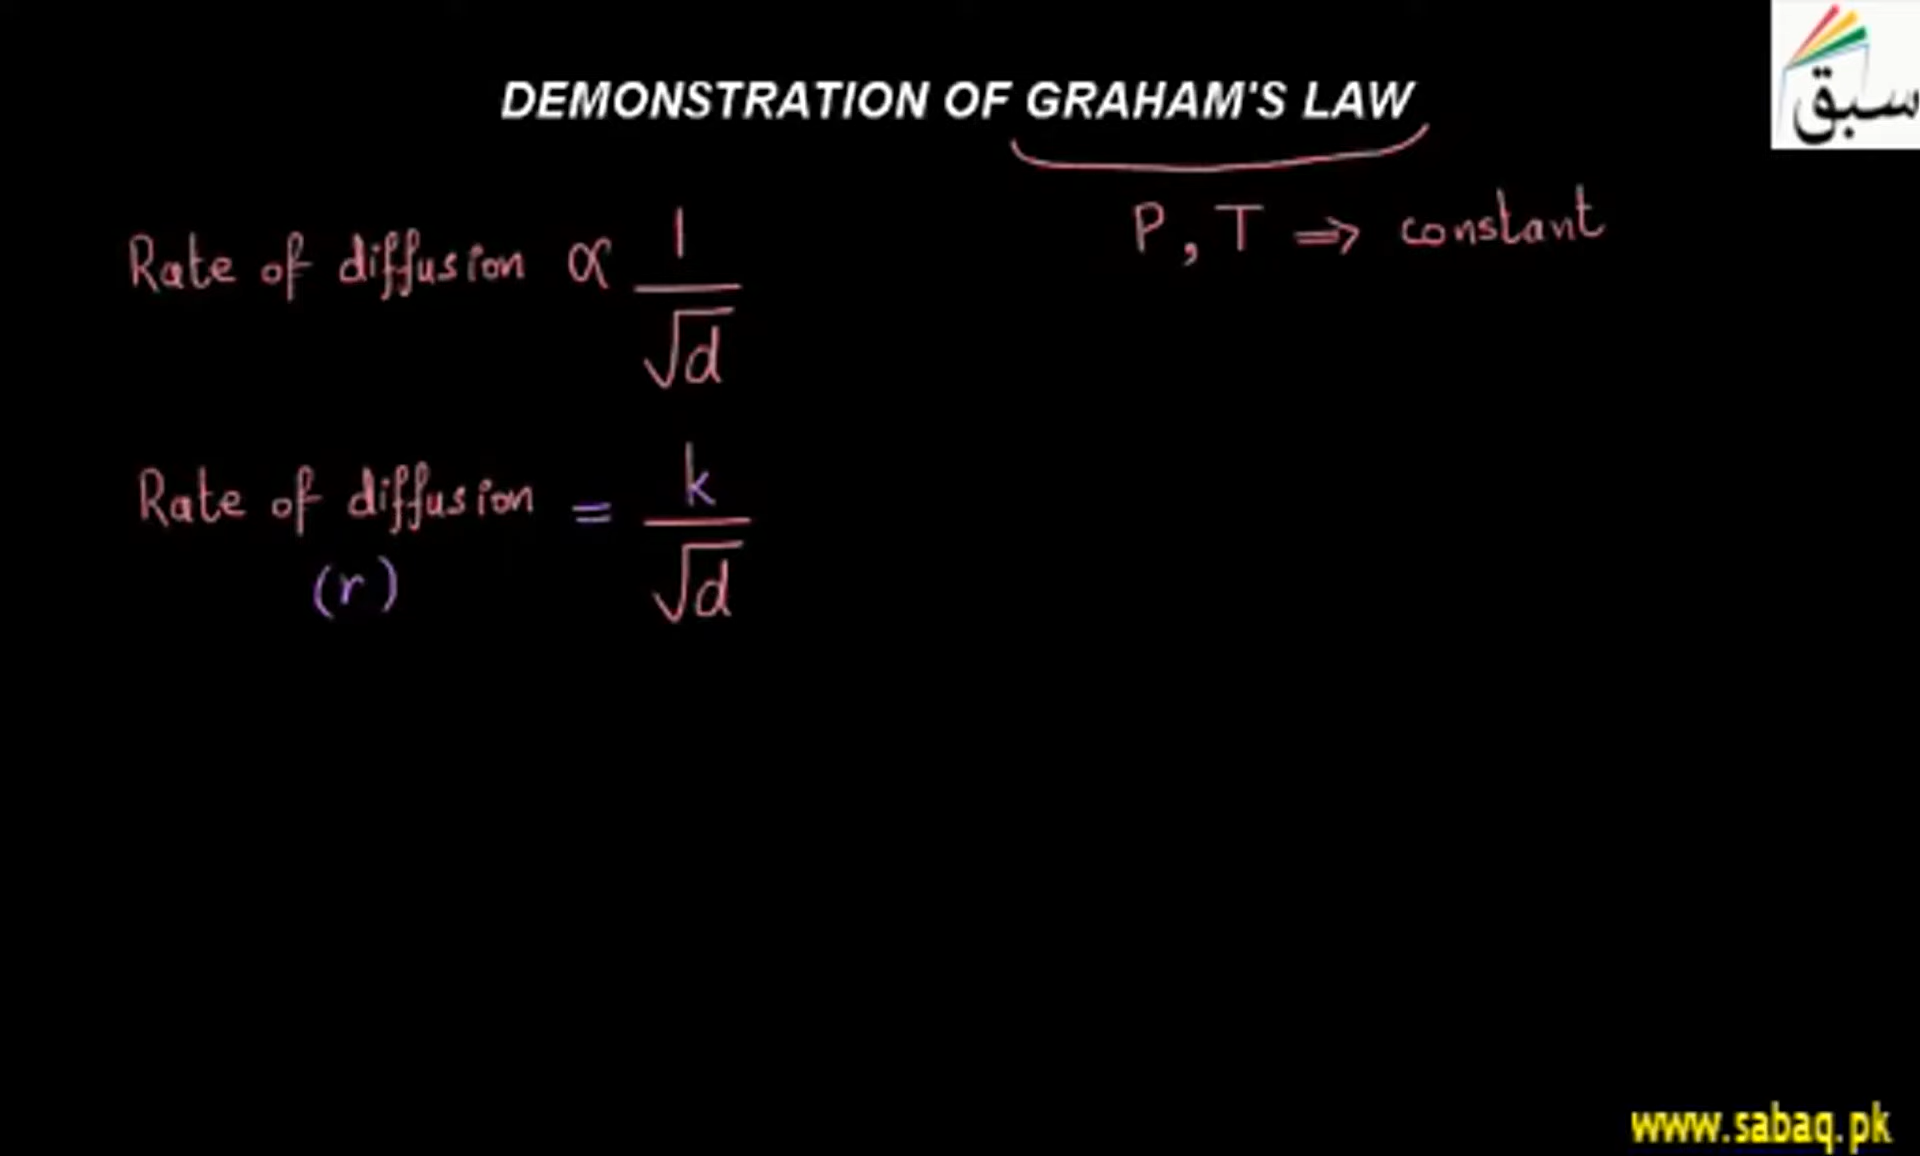 سبق
DEMONSTRATION OF GRAHAM'S LAW
P, T ⇒ constant
Rate of diffusion ∝ 1/√d
Rate of diffusion = k/√d
(r)
www.sabaq.pk